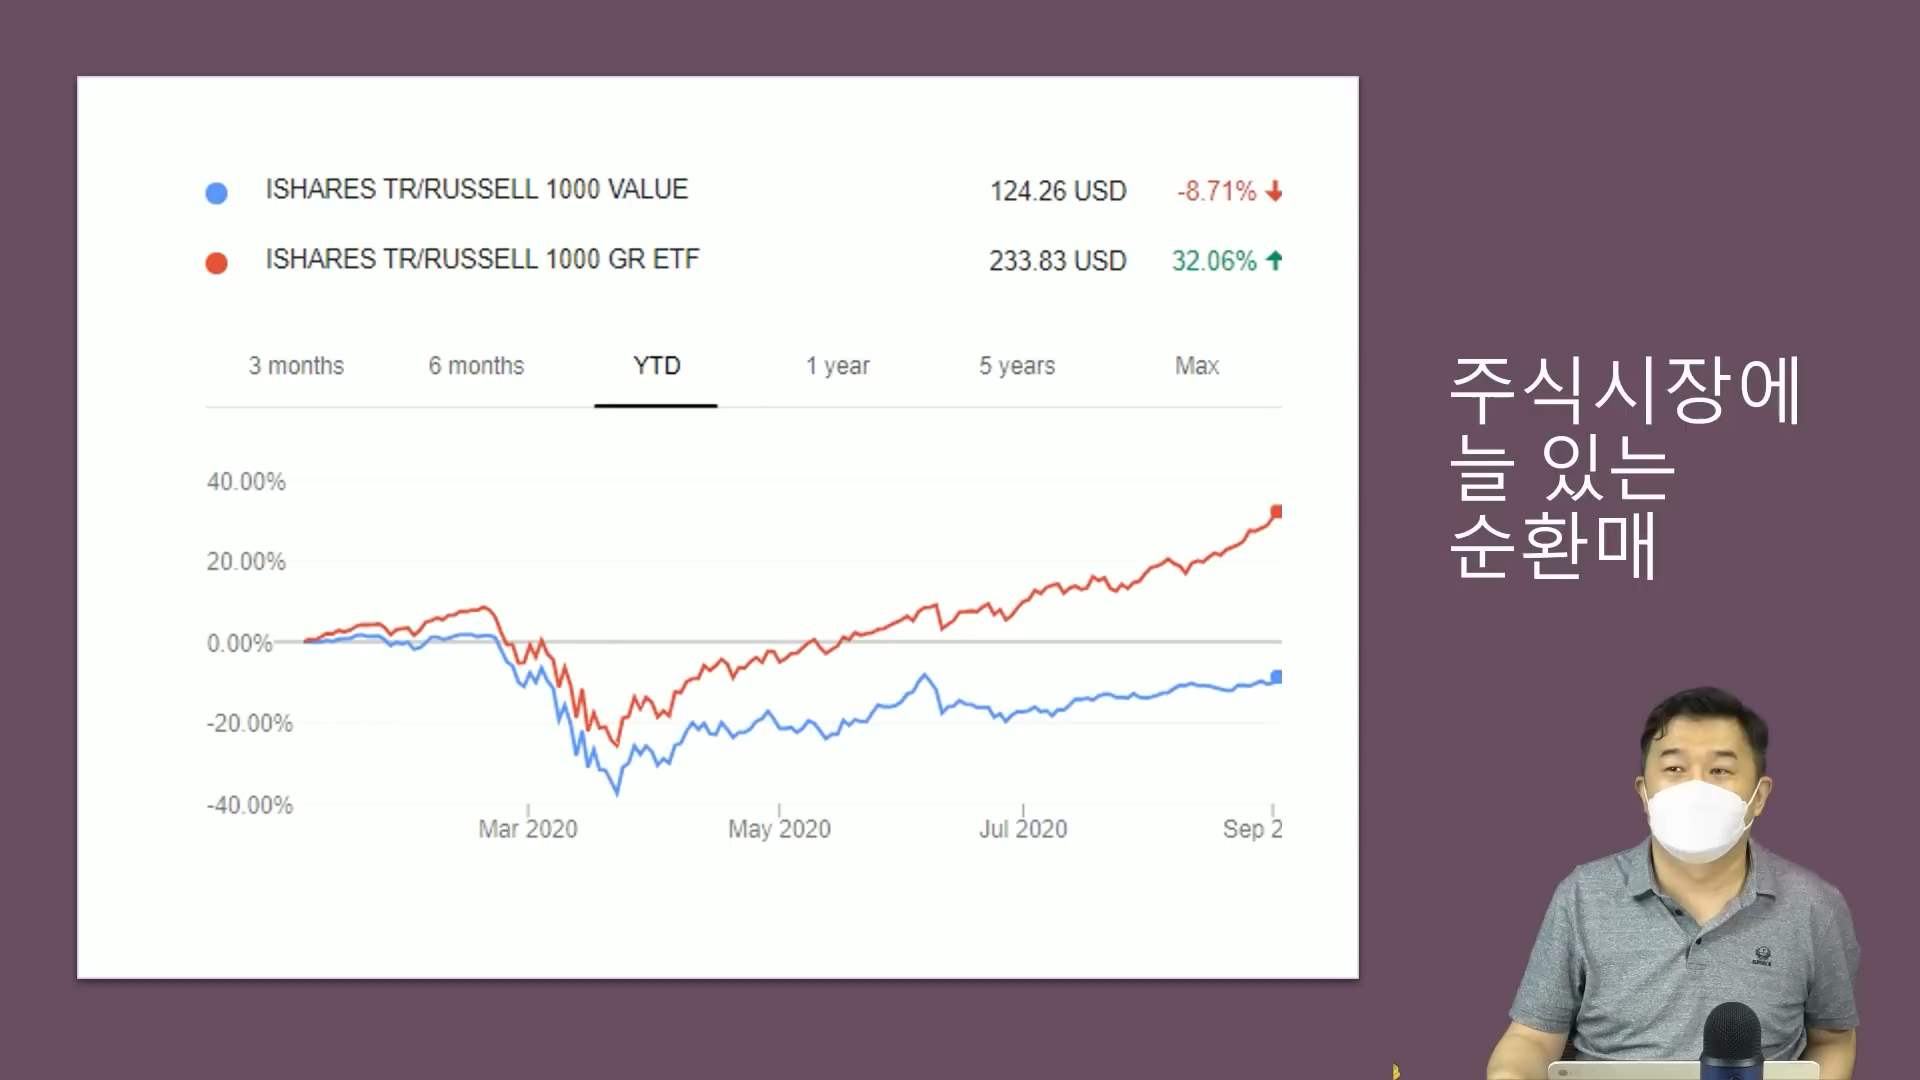 ISHARES TR/RUSSELL 1000 VALUE 124.26 USD -8.71%
ISHARES TR/RUSSELL 1000 GR ETF 233.83 USD 32.06%
3 months 6 months YTD 1 year 5 years Max
40.00%
20.00%
0.00%
-20.00%
-40.00%
Mar 2020 May 2020 Jul 2020 Sep 2
주식시장에
늘 있는
순환매